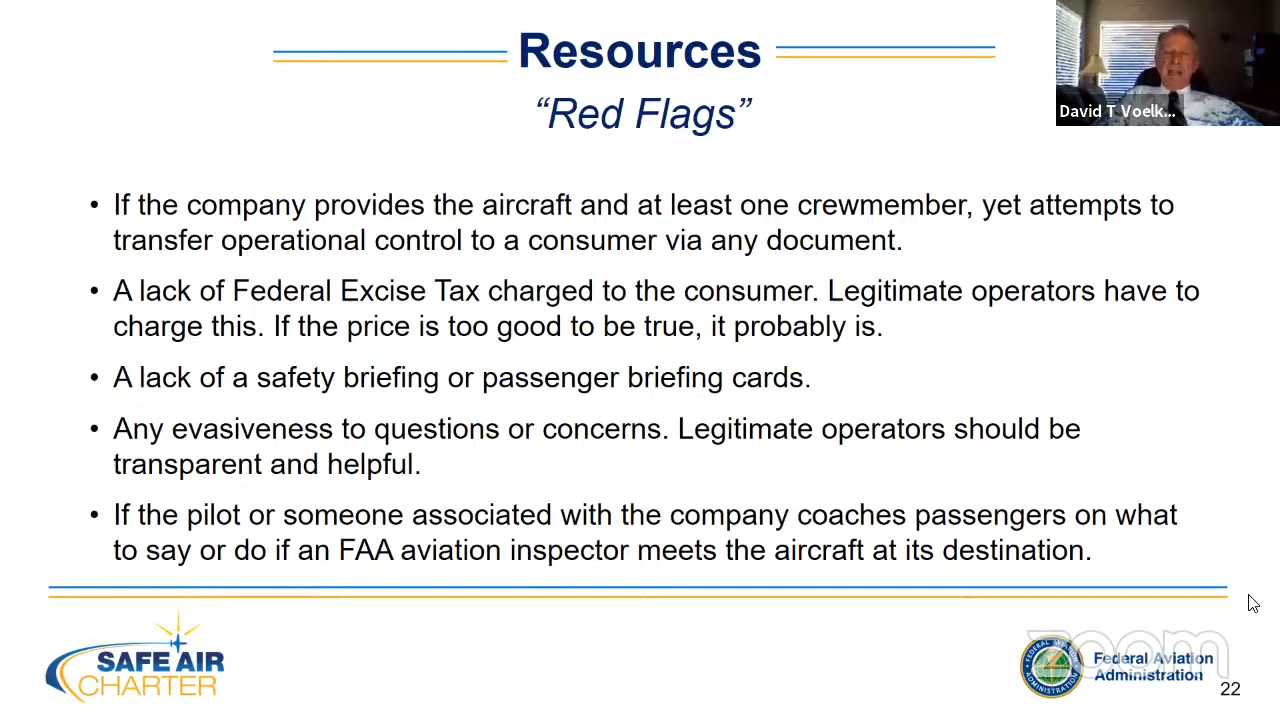 Resources
“Red Flags”
David T Voelk...
• If the company provides the aircraft and at least one crewmember, yet attempts to
transfer operational control to a consumer via any document.
• A lack of Federal Excise Tax charged to the consumer. Legitimate operators have to
charge this. If the price is too good to be true, it probably is.
• A lack of a safety briefing or passenger briefing cards.
• Any evasiveness to questions or concerns. Legitimate operators should be
transparent and helpful.
• If the pilot or someone associated with the company coaches passengers on what
to say or do if an FAA aviation inspector meets the aircraft at its destination.
SAFE AIR
CHARTER
FEDERAL AVIATION
ADMINISTRATION
zoom
Federal Aviation
Administration
22